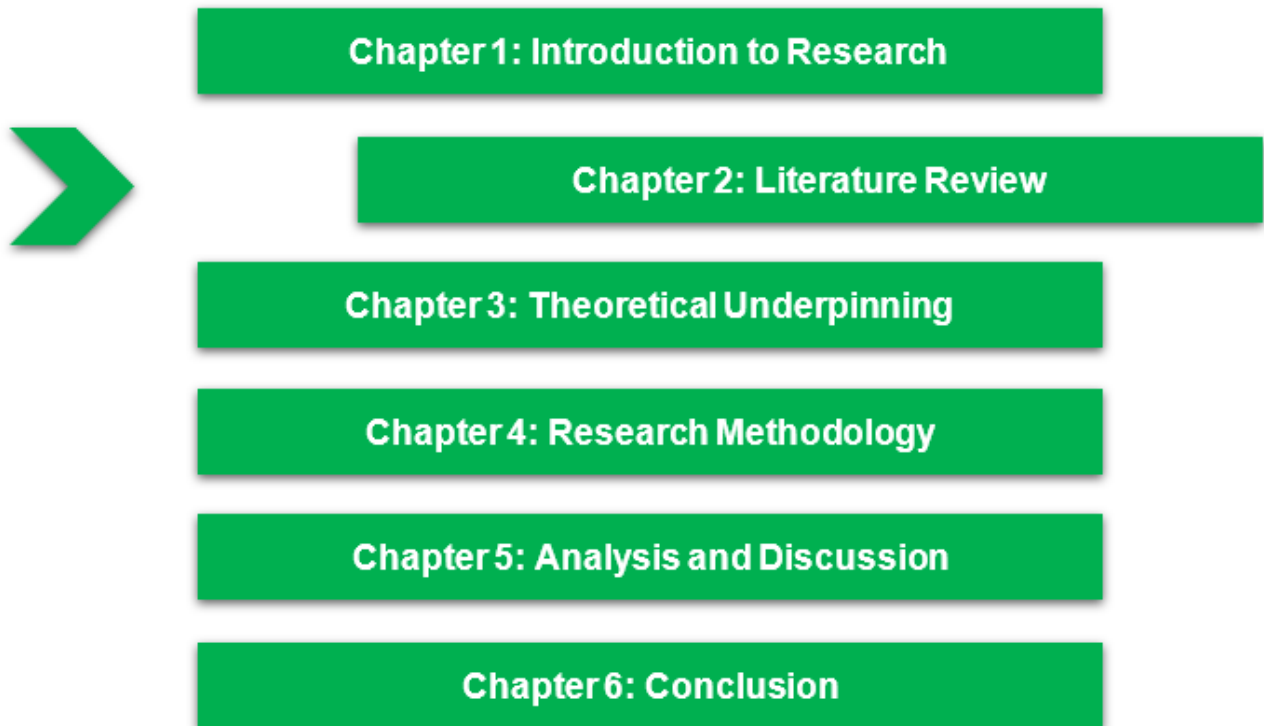 Chapter 1: Introduction to Research
Chapter 2: Literature Review
Chapter 3: Theoretical Underpinning
Chapter 4: Research Methodology
Chapter 5: Analysis and Discussion
Chapter 6: Conclusion